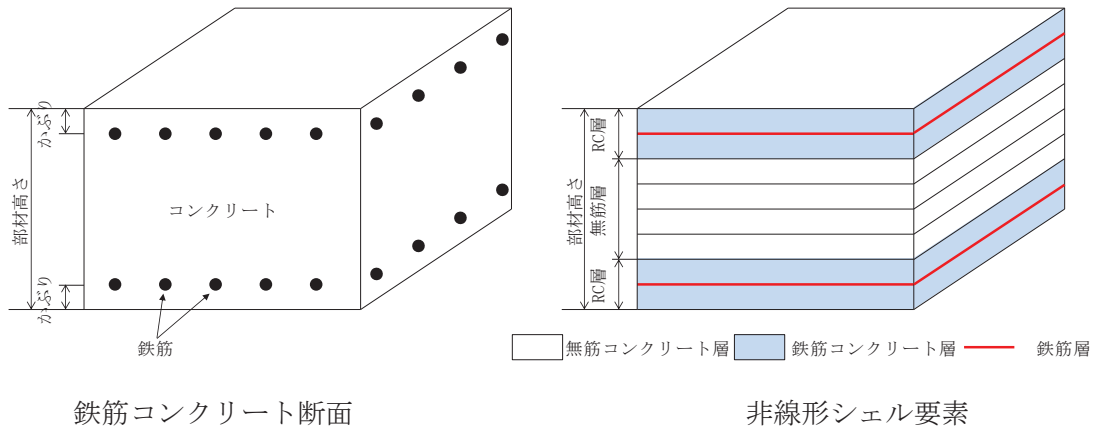 かぶり
部材高さ
コンクリート
かぶり
鉄筋
鉄筋コンクリート断面
RC層
部材高さ
無筋層
RC層
無筋コンクリート層
鉄筋コンクリート層
鉄筋層
非線形シェル要素